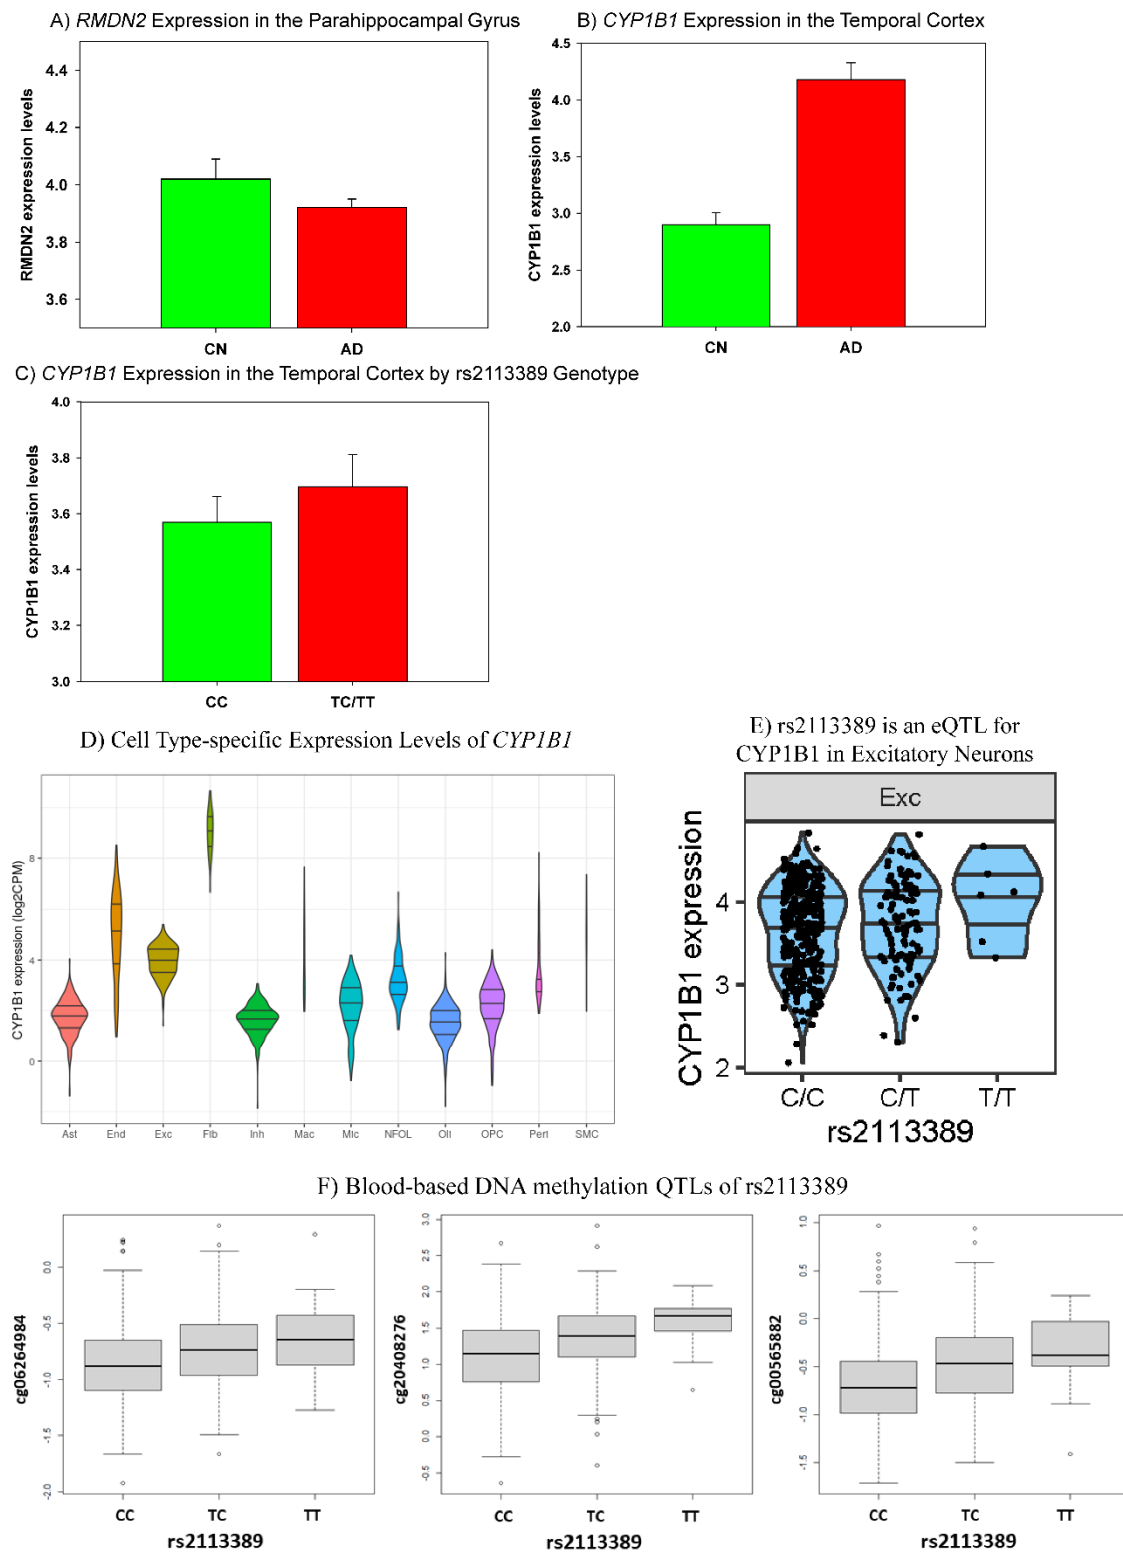 A) RMDN2 Expression in the Parahippocampal Gyrus
RMDN2 expression levels
4.4
4.2
4.0
3.8
3.6
CN AD
B) CYP1B1 Expression in the Temporal Cortex
CYP1B1 expression levels
4.5
4.0
3.5
3.0
2.5
2.0
CN AD
C) CYP1B1 Expression in the Temporal Cortex by rs2113389 Genotype
CYP1B1 expression levels
4.0
3.8
3.6
3.4
3.2
3.0
CC TC/TT
D) Cell Type-specific Expression Levels of CYP1B1
CYP1B1 expression (log2CPM)
8
4
0
Ast End Exc Fib Inh Mac Mic NFOL Oli OPC Peri SMC
E) rs2113389 is an eQTL for
CYP1B1 in Excitatory Neurons
Exc
CYP1B1 expression
4
3
2
C/C C/T T/T
rs2113389
F) Blood-based DNA methylation QTLs of rs2113389
cg06264984
0.0
-0.5
-1.0
-1.5
-2.0
CC TC TT
rs2113389
cg20408276
3.0
2.5
2.0
1.5
1.0
0.5
0.0
-0.5
CC TC TT
rs2113389
cg00565882
1.0
0.5
0.0
-0.5
-1.0
-1.5
CC TC TT
rs2113389